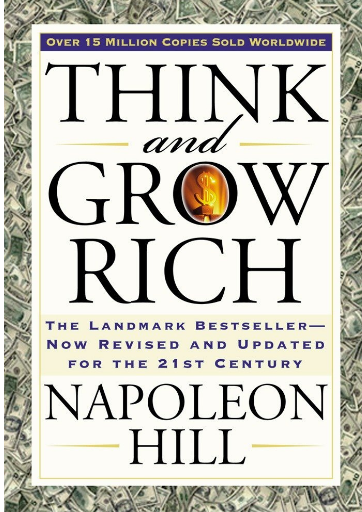 OVER 15 MILLION COPIES SOLD WORLDWIDE
THINK
and
GROW
RICH
THE LANDMARK BESTSELLER—
NOW REVISED AND UPDATED
FOR THE 21ST CENTURY
NAPOLEON
HILL